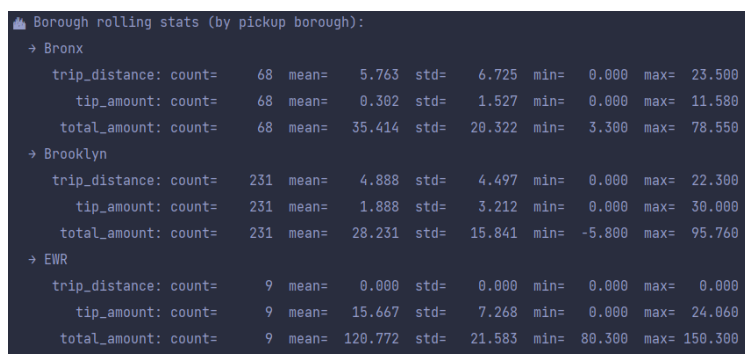 Borough rolling stats (by pickup borough):
→ Bronx
trip_distance: count= 68 mean= 5.763 std= 6.725 min= 0.000 max= 23.500
tip_amount: count= 68 mean= 0.302 std= 1.527 min= 0.000 max= 11.580
total_amount: count= 68 mean= 35.414 std= 20.322 min= 3.300 max= 78.550
→ Brooklyn
trip_distance: count= 231 mean= 4.888 std= 4.497 min= 0.000 max= 22.300
tip_amount: count= 231 mean= 1.888 std= 3.212 min= 0.000 max= 30.000
total_amount: count= 231 mean= 28.231 std= 15.841 min= -5.800 max= 95.760
→ EWR
trip_distance: count= 9 mean= 0.000 std= 0.000 min= 0.000 max= 0.000
tip_amount: count= 9 mean= 15.667 std= 7.268 min= 0.000 max= 24.060
total_amount: count= 9 mean= 120.772 std= 21.583 min= 80.300 max= 150.300